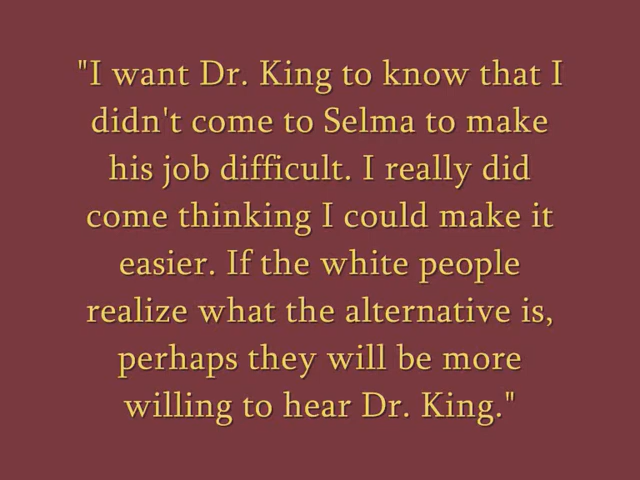 "I want Dr. King to know that I
didn't come to Selma to make
his job difficult. I really did
come thinking I could make it
easier. If the white people
realize what the alternative is,
perhaps they will be more
willing to hear Dr. King."